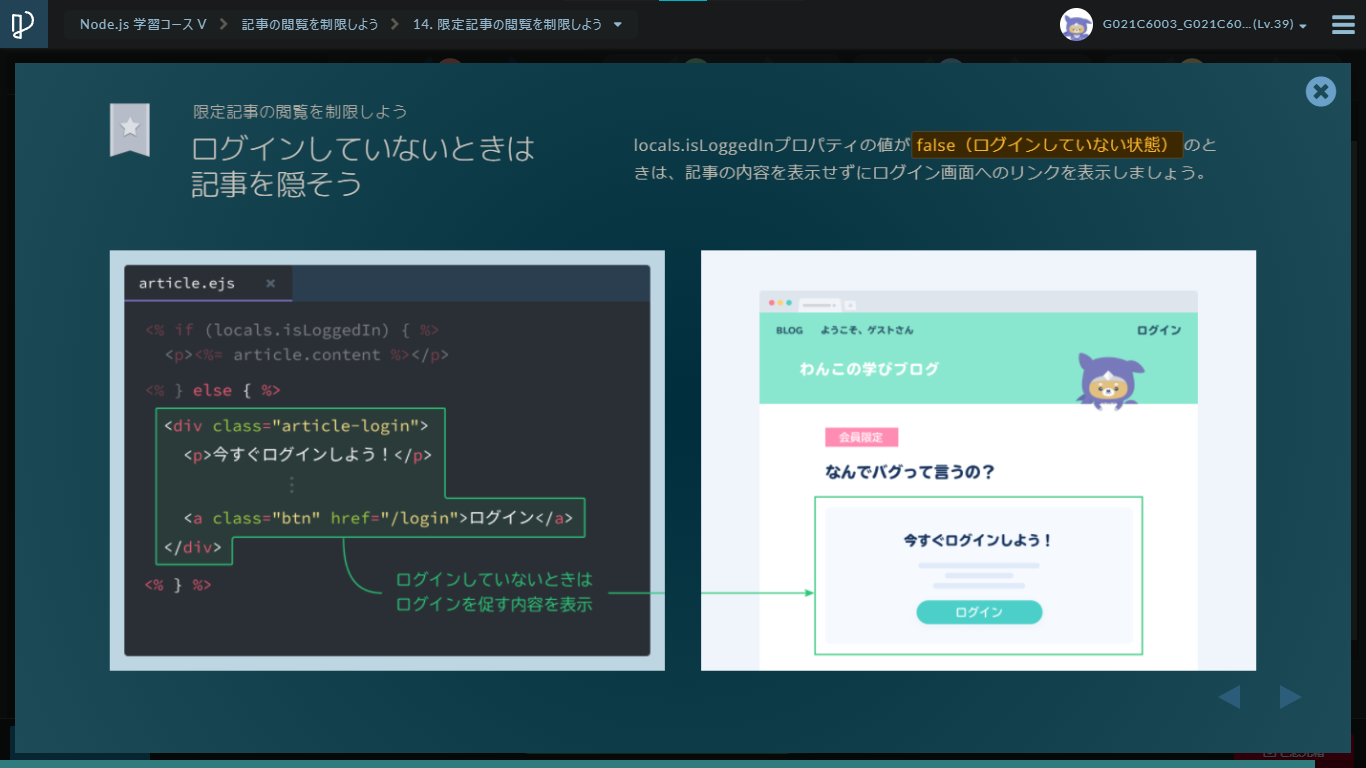 Node.js 学習コース V
記事の閲覧を制限しよう
14. 限定記事の閲覧を制限しよう
G021C6003_G021C60...(Lv.39)
限定記事の閲覧を制限しよう
ログインしていないときは
記事を隠そう
locals.isLoggedInプロパティの値が false（ログインしていない状態） のと
きは、記事の内容を表示せずにログイン画面へのリンクを表示しましょう。
article.ejs ×
<% if (locals.isLoggedIn) { %>
<p><%= article.content %></p>
<% } else { %>
<div class="article-login">
<p>今すぐログインしよう！</p>
⋮
<a class="btn" href="/login">ログイン</a>
</div>
<% } %>
ログインしていないときは
ログインを促す内容を表示
BLOG ようこそ、ゲストさん ログイン
わんこの学びブログ
会員限定
なんでバグって言うの？
今すぐログインしよう！
ログイン